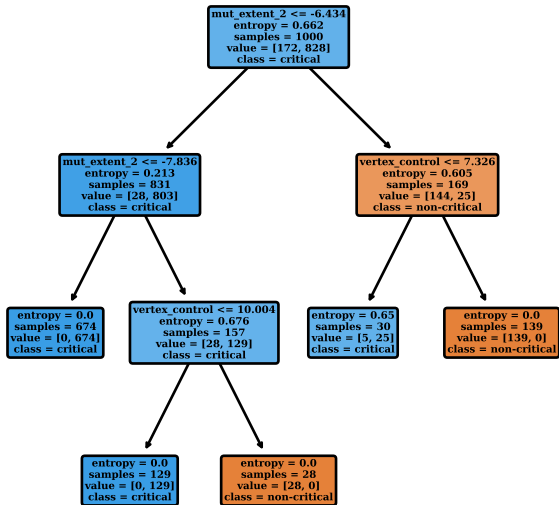 mut_extent_2 <= -6.434
entropy = 0.662
samples = 1000
value = [172, 828]
class = critical
mut_extent_2 <= -7.836
entropy = 0.213
samples = 831
value = [28, 803]
class = critical
vertex_control <= 7.326
entropy = 0.605
samples = 169
value = [144, 25]
class = non-critical
entropy = 0.0
samples = 674
value = [0, 674]
class = critical
vertex_control <= 10.004
entropy = 0.676
samples = 157
value = [28, 129]
class = critical
entropy = 0.65
samples = 30
value = [5, 25]
class = critical
entropy = 0.0
samples = 139
value = [139, 0]
class = non-critical
entropy = 0.0
samples = 129
value = [0, 129]
class = critical
entropy = 0.0
samples = 28
value = [28, 0]
class = non-critical